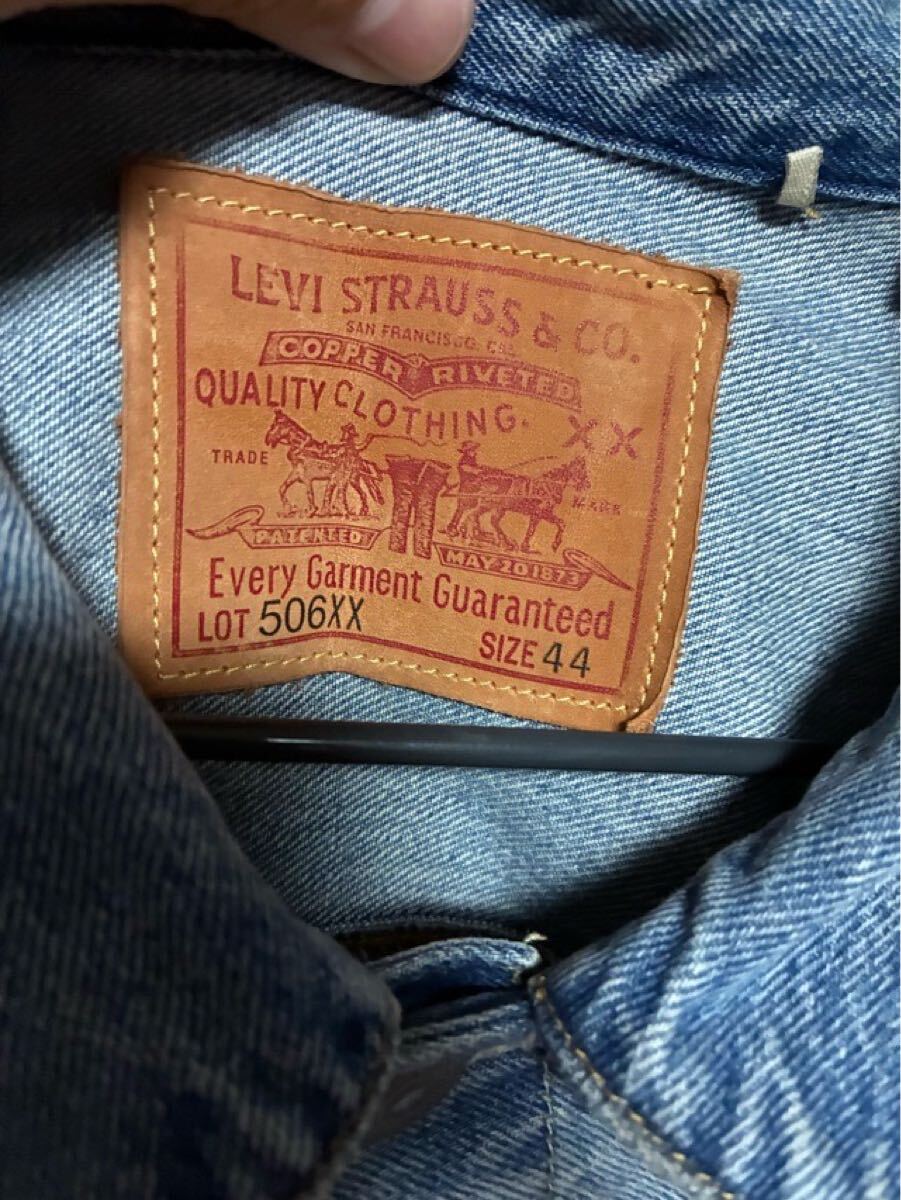 LEVI STRAUSS & CO.
SAN FRANCISCO, CAL.
COPPER RIVETED
QUALITY CLOTHING. XX
TRADE MARK
PATENTED MAY 20 1873
Every Garment Guaranteed
LOT 506XX SIZE 44